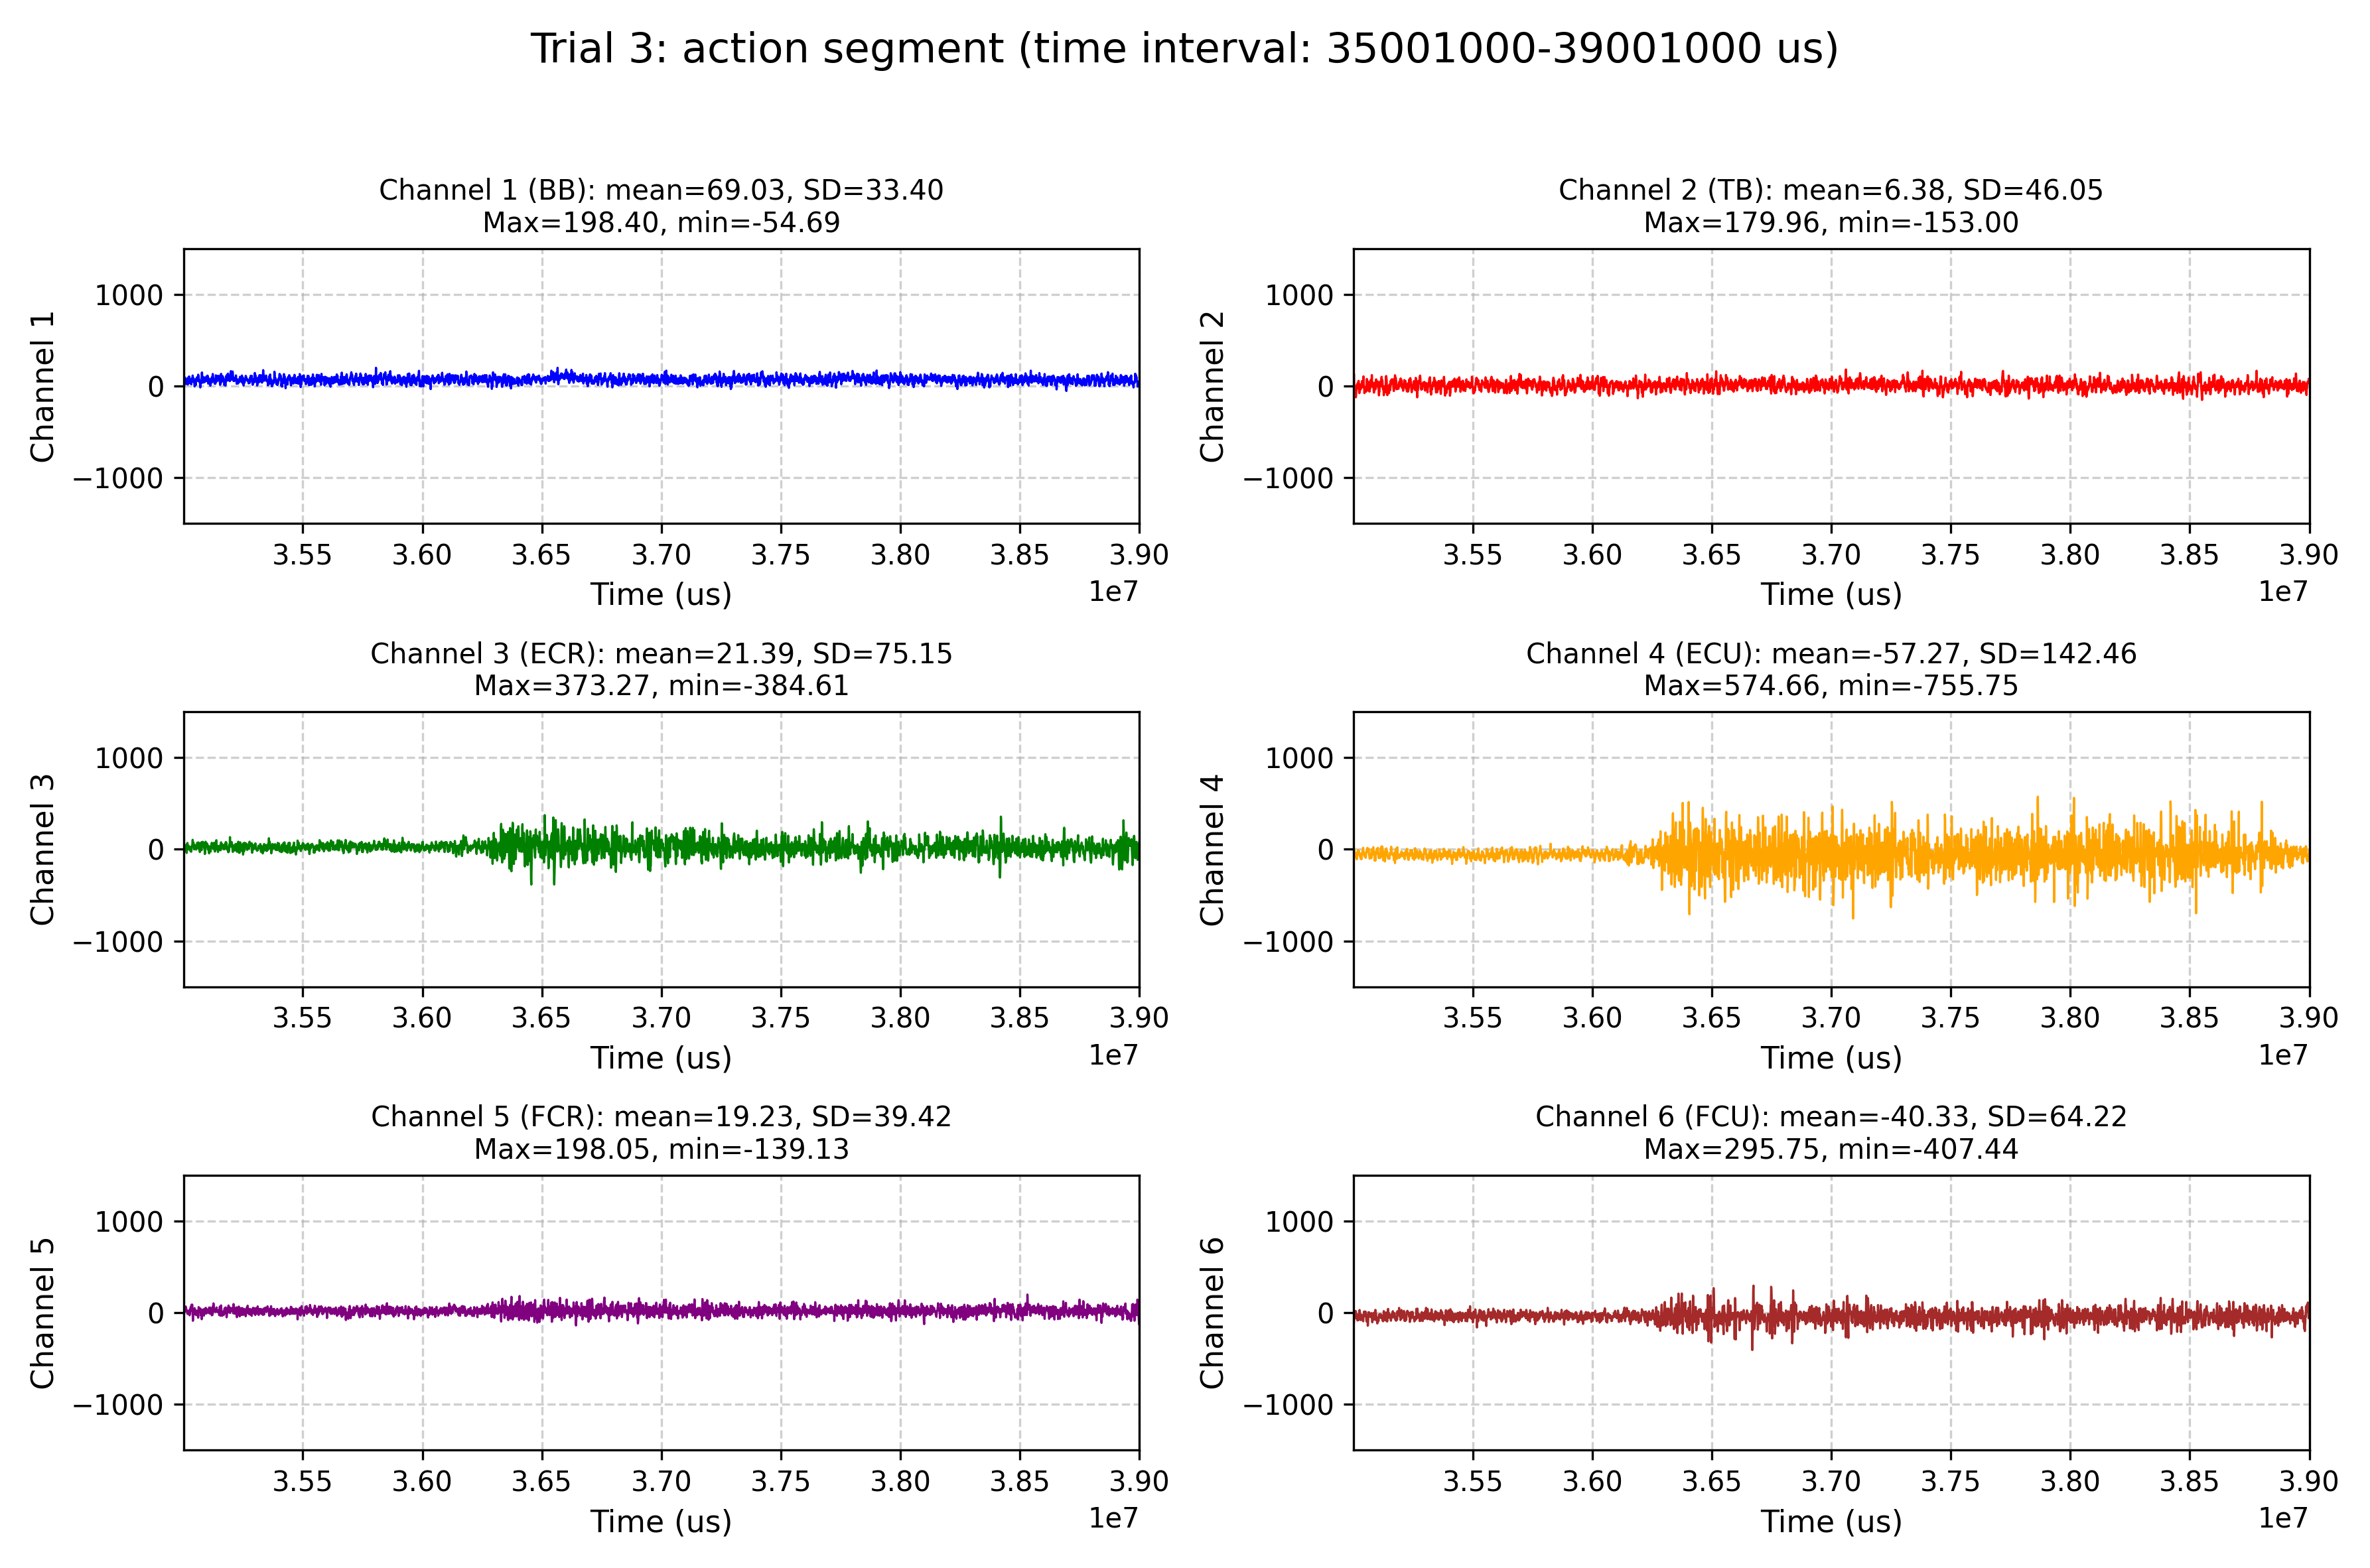 Trial 3: action segment (time interval: 35001000-39001000 us)
Channel 1 (BB): mean=69.03, SD=33.40
Max=198.40, min=-54.69
Channel 1
1000
0
−1000
3.55 3.60 3.65 3.70 3.75 3.80 3.85 3.90
Time (us)
1e7
Channel 2 (TB): mean=6.38, SD=46.05
Max=179.96, min=-153.00
Channel 2
1000
0
−1000
3.55 3.60 3.65 3.70 3.75 3.80 3.85 3.90
Time (us)
1e7
Channel 3 (ECR): mean=21.39, SD=75.15
Max=373.27, min=-384.61
Channel 3
1000
0
−1000
3.55 3.60 3.65 3.70 3.75 3.80 3.85 3.90
Time (us)
1e7
Channel 4 (ECU): mean=-57.27, SD=142.46
Max=574.66, min=-755.75
Channel 4
1000
0
−1000
3.55 3.60 3.65 3.70 3.75 3.80 3.85 3.90
Time (us)
1e7
Channel 5 (FCR): mean=19.23, SD=39.42
Max=198.05, min=-139.13
Channel 5
1000
0
−1000
3.55 3.60 3.65 3.70 3.75 3.80 3.85 3.90
Time (us)
1e7
Channel 6 (FCU): mean=-40.33, SD=64.22
Max=295.75, min=-407.44
Channel 6
1000
0
−1000
3.55 3.60 3.65 3.70 3.75 3.80 3.85 3.90
Time (us)
1e7